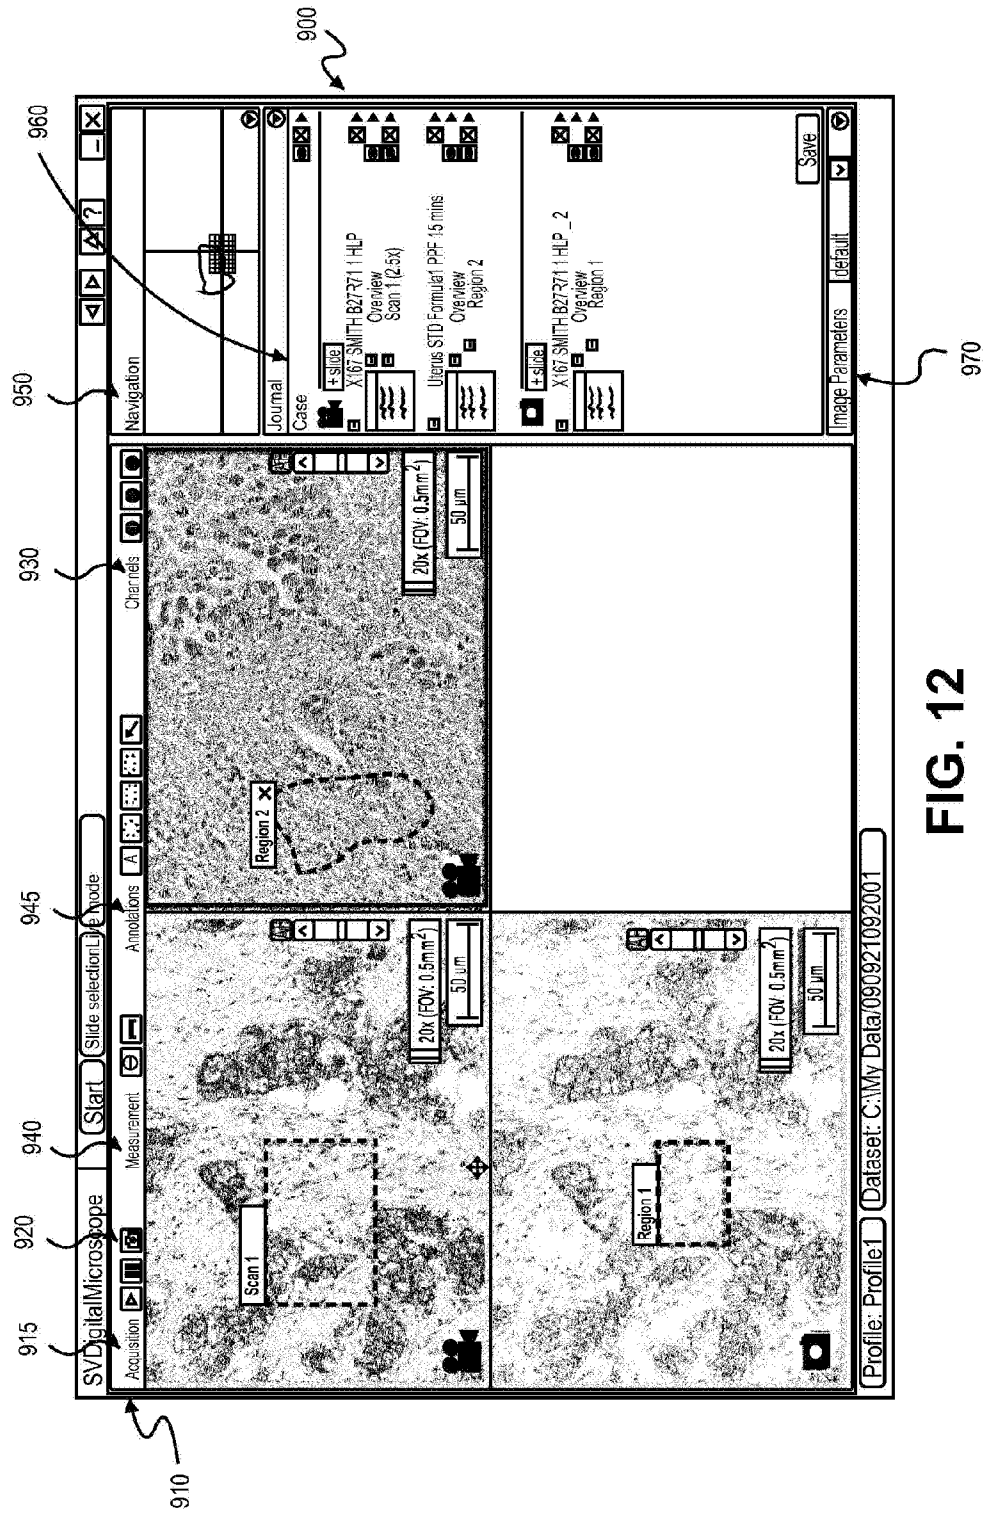 915
920
940
945
930
950
960
900
910
970
SVDigitalMicroscope
Start
Slide selection
Live mode
?
Acquisition
Measurement
Annotations
A
Channels
Scan 1
20x (FOV: 0.5mm²)
50 µm
Region 2
20x (FOV: 0.5mm²)
50 µm
Region 1
20x (FOV: 0.5mm²)
50 µm
Navigation
Journal
Case
+ slide
X167 SMITH B27R71 1 HLP
Overview
Scan 1 (2.5x)
Uterus STD Formula1 PPF 15 mins
Overview
Region 2
+ slide
X167 SMITH B27R71 1 HLP _ 2
Overview
Region 1
Save
Image Parameters
default
Profile: Profile1
Dataset: C:\My Data/09092109200​1
FIG. 12